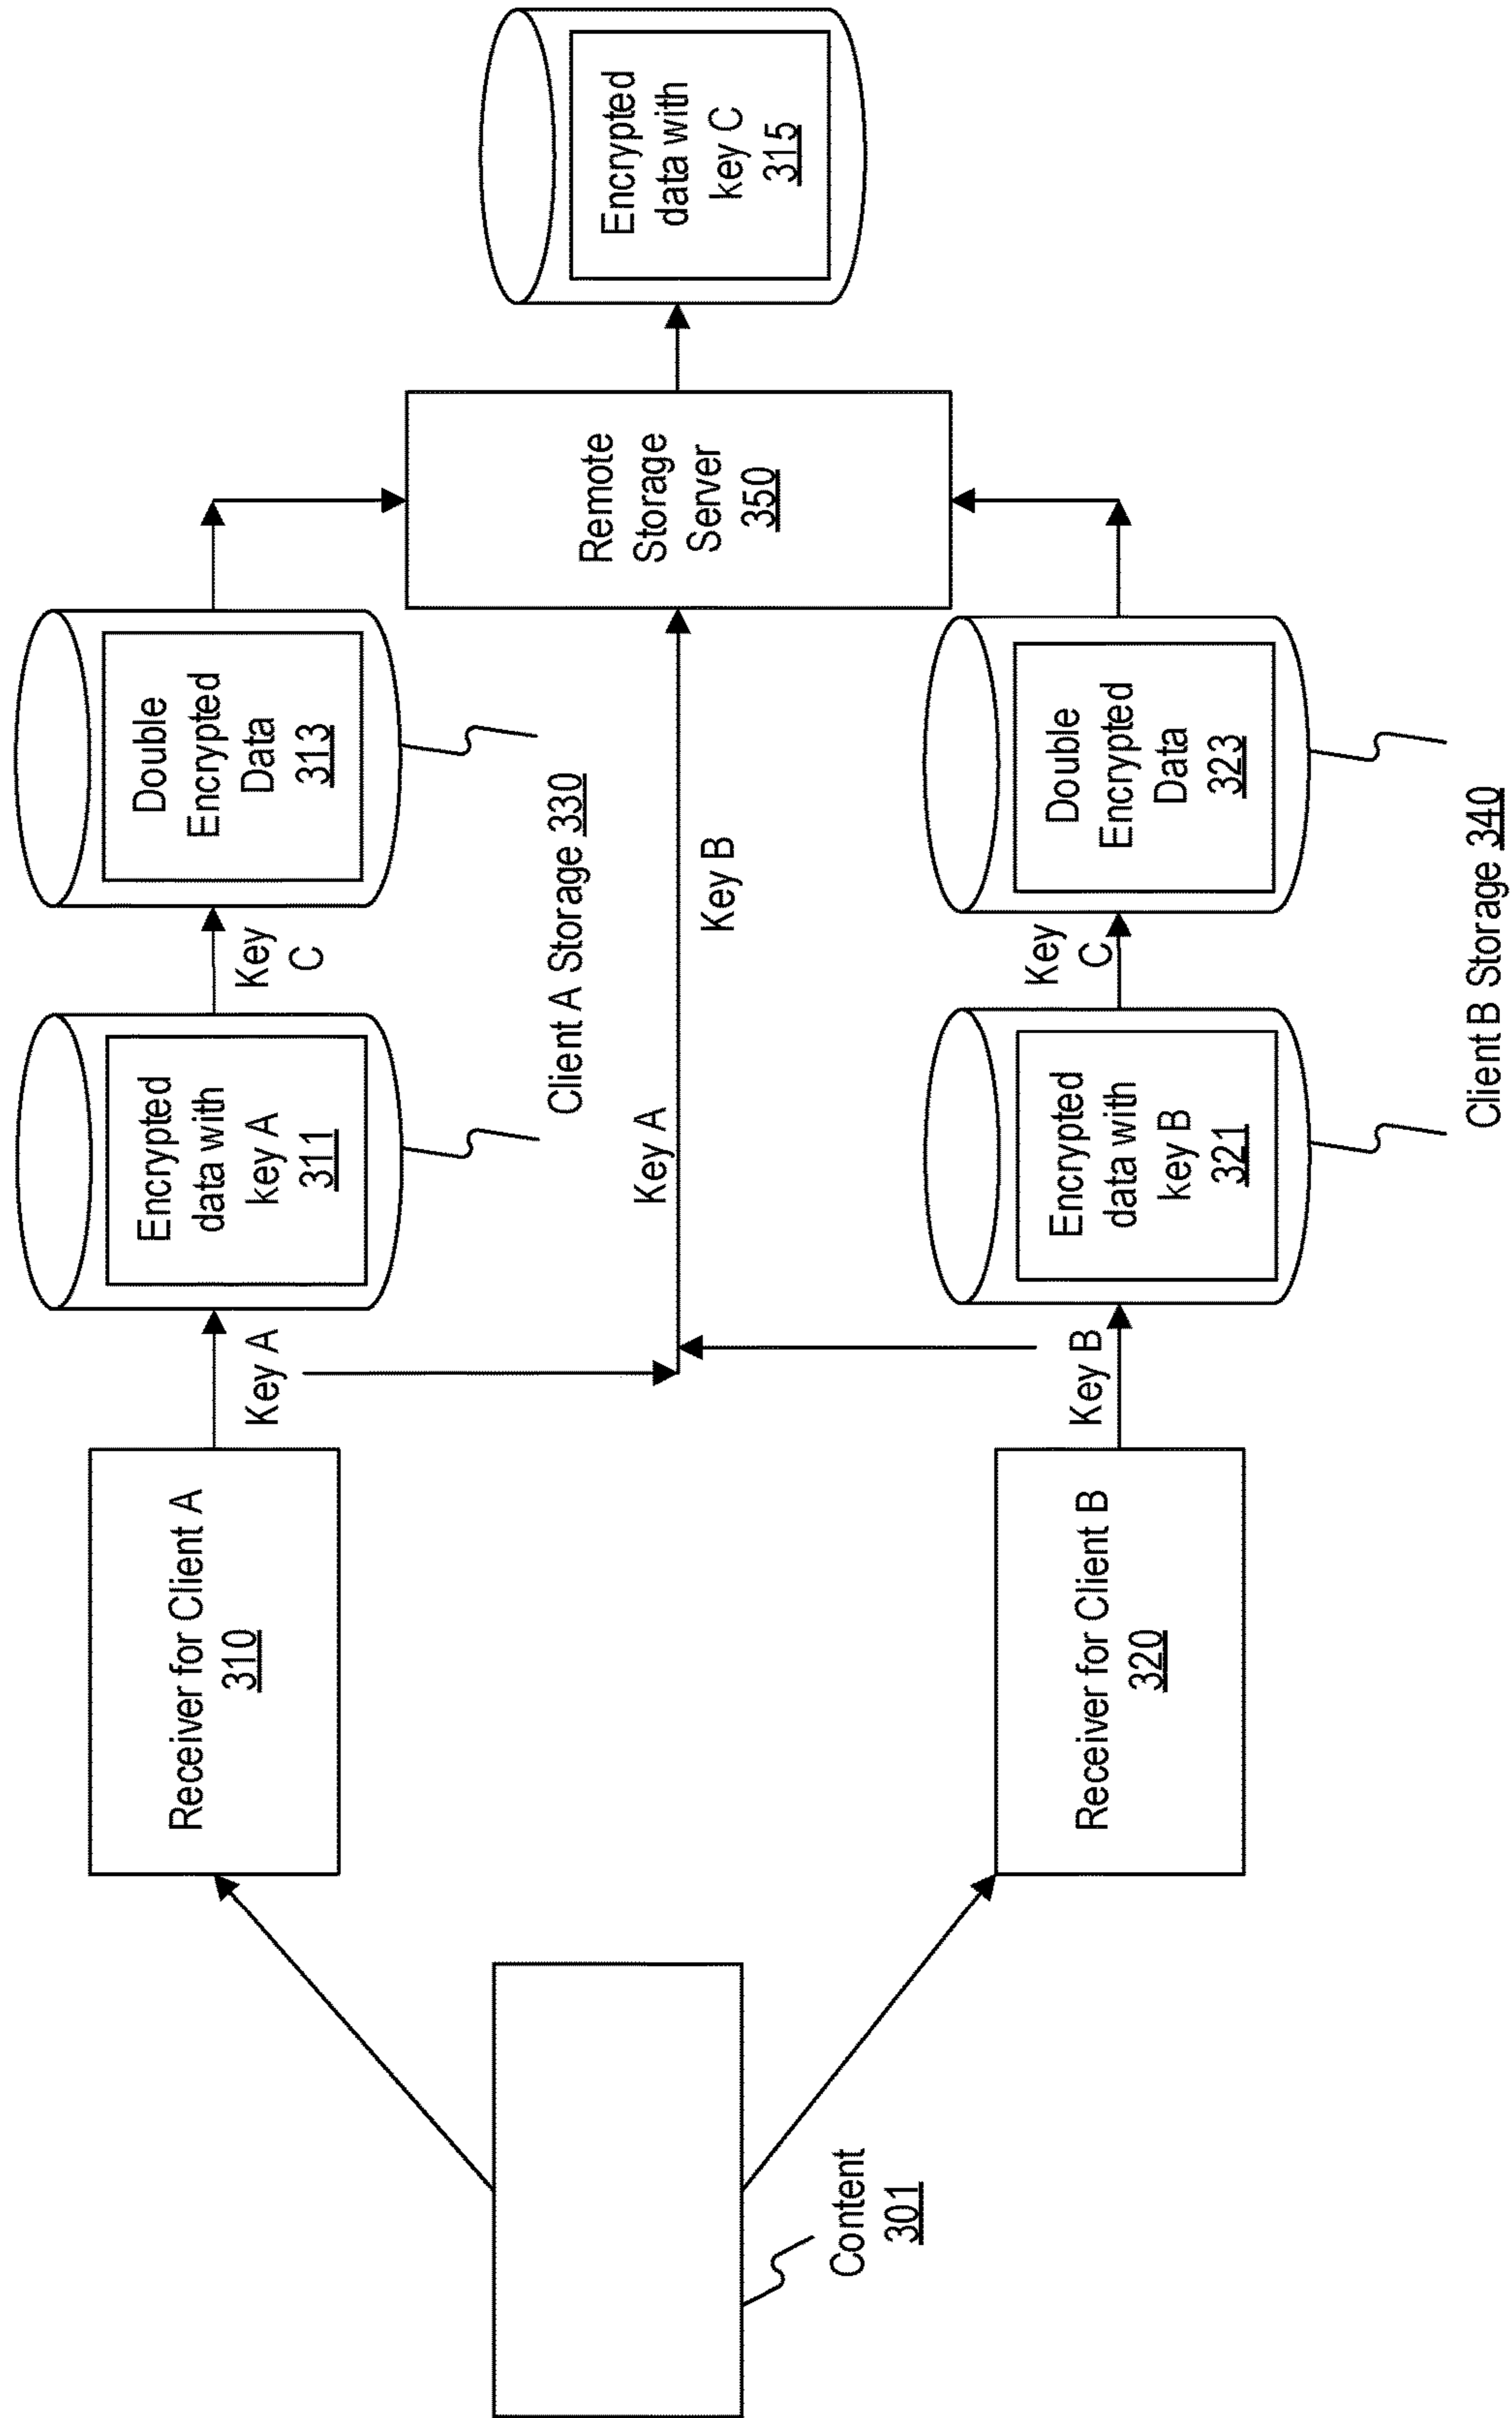 Content
301
Receiver for Client A
310
Key A
Encrypted
data with
key A
311
Key
C
Double
Encrypted
Data
313
Client A Storage 330
Key A
Key B
Remote
Storage
Server
350
Encrypted
data with
key C
315
Receiver for Client B
320
Key B
Encrypted
data with
key B
321
Key
C
Double
Encrypted
Data
323
Client B Storage 340